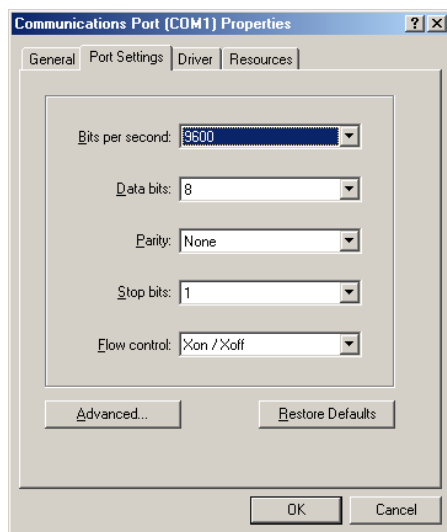 Communications Port (COM1) Properties
General Port Settings Driver Resources
Bits per second: 9600
Data bits: 8
Parity: None
Stop bits: 1
Flow control: Xon / Xoff
Advanced... Restore Defaults
OK Cancel